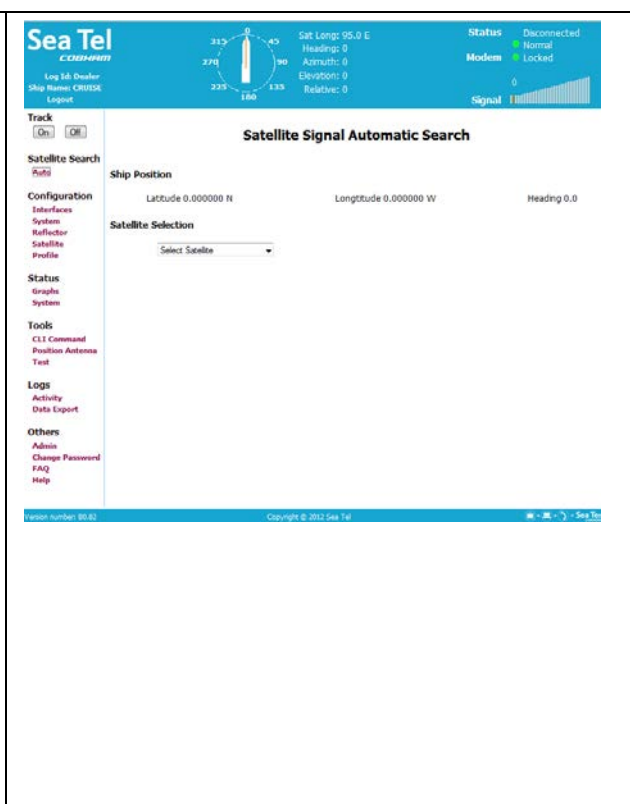 Sea Tel
COBHAM
Log Id: Dealer
Ship Name: CRUISE
Logout
315 0 45
270 90
225 180 135
Sat Long: 95.0 E
Heading: 0
Azimuth: 0
Elevation: 0
Relative: 0
Status Disconnected
Normal
Modem Locked
0
Signal
Track
On Off
Satellite Search
Auto
Configuration
Interfaces
System
Reflector
Satellite
Profile
Status
Graphs
System
Tools
CLI Command
Position Antenna
Test
Logs
Activity
Data Export
Others
Admin
Change Password
FAQ
Help
Satellite Signal Automatic Search
Ship Position
Latitude 0.000000 N Longtitude 0.000000 W Heading 0.0
Satellite Selection
Select Satelite
Version number: B0.82 Copyright @ 2012 Sea Tel Sea Tel